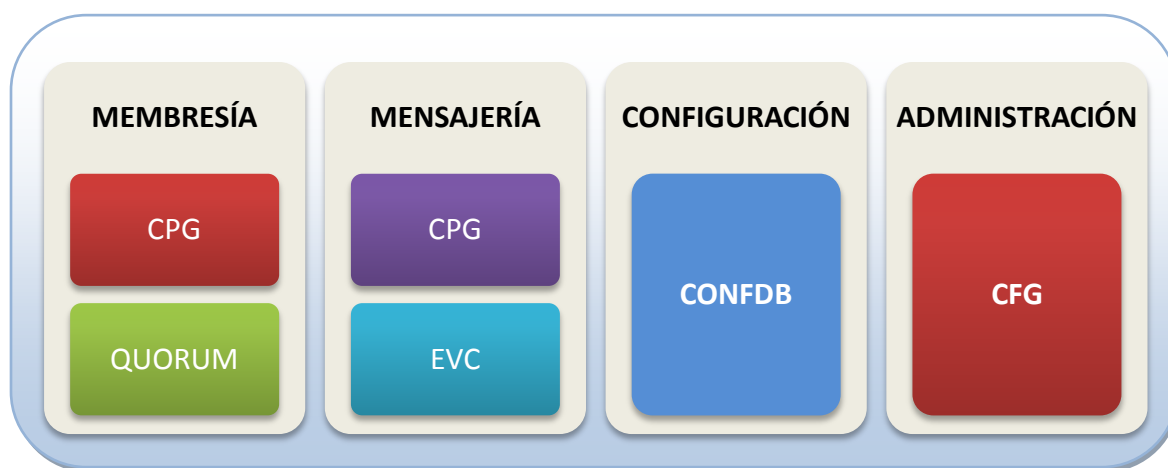 MEMBRESÍA
CPG
QUORUM
MENSAJERÍA
CPG
EVC
CONFIGURACIÓN
CONFDB
ADMINISTRACIÓN
CFG